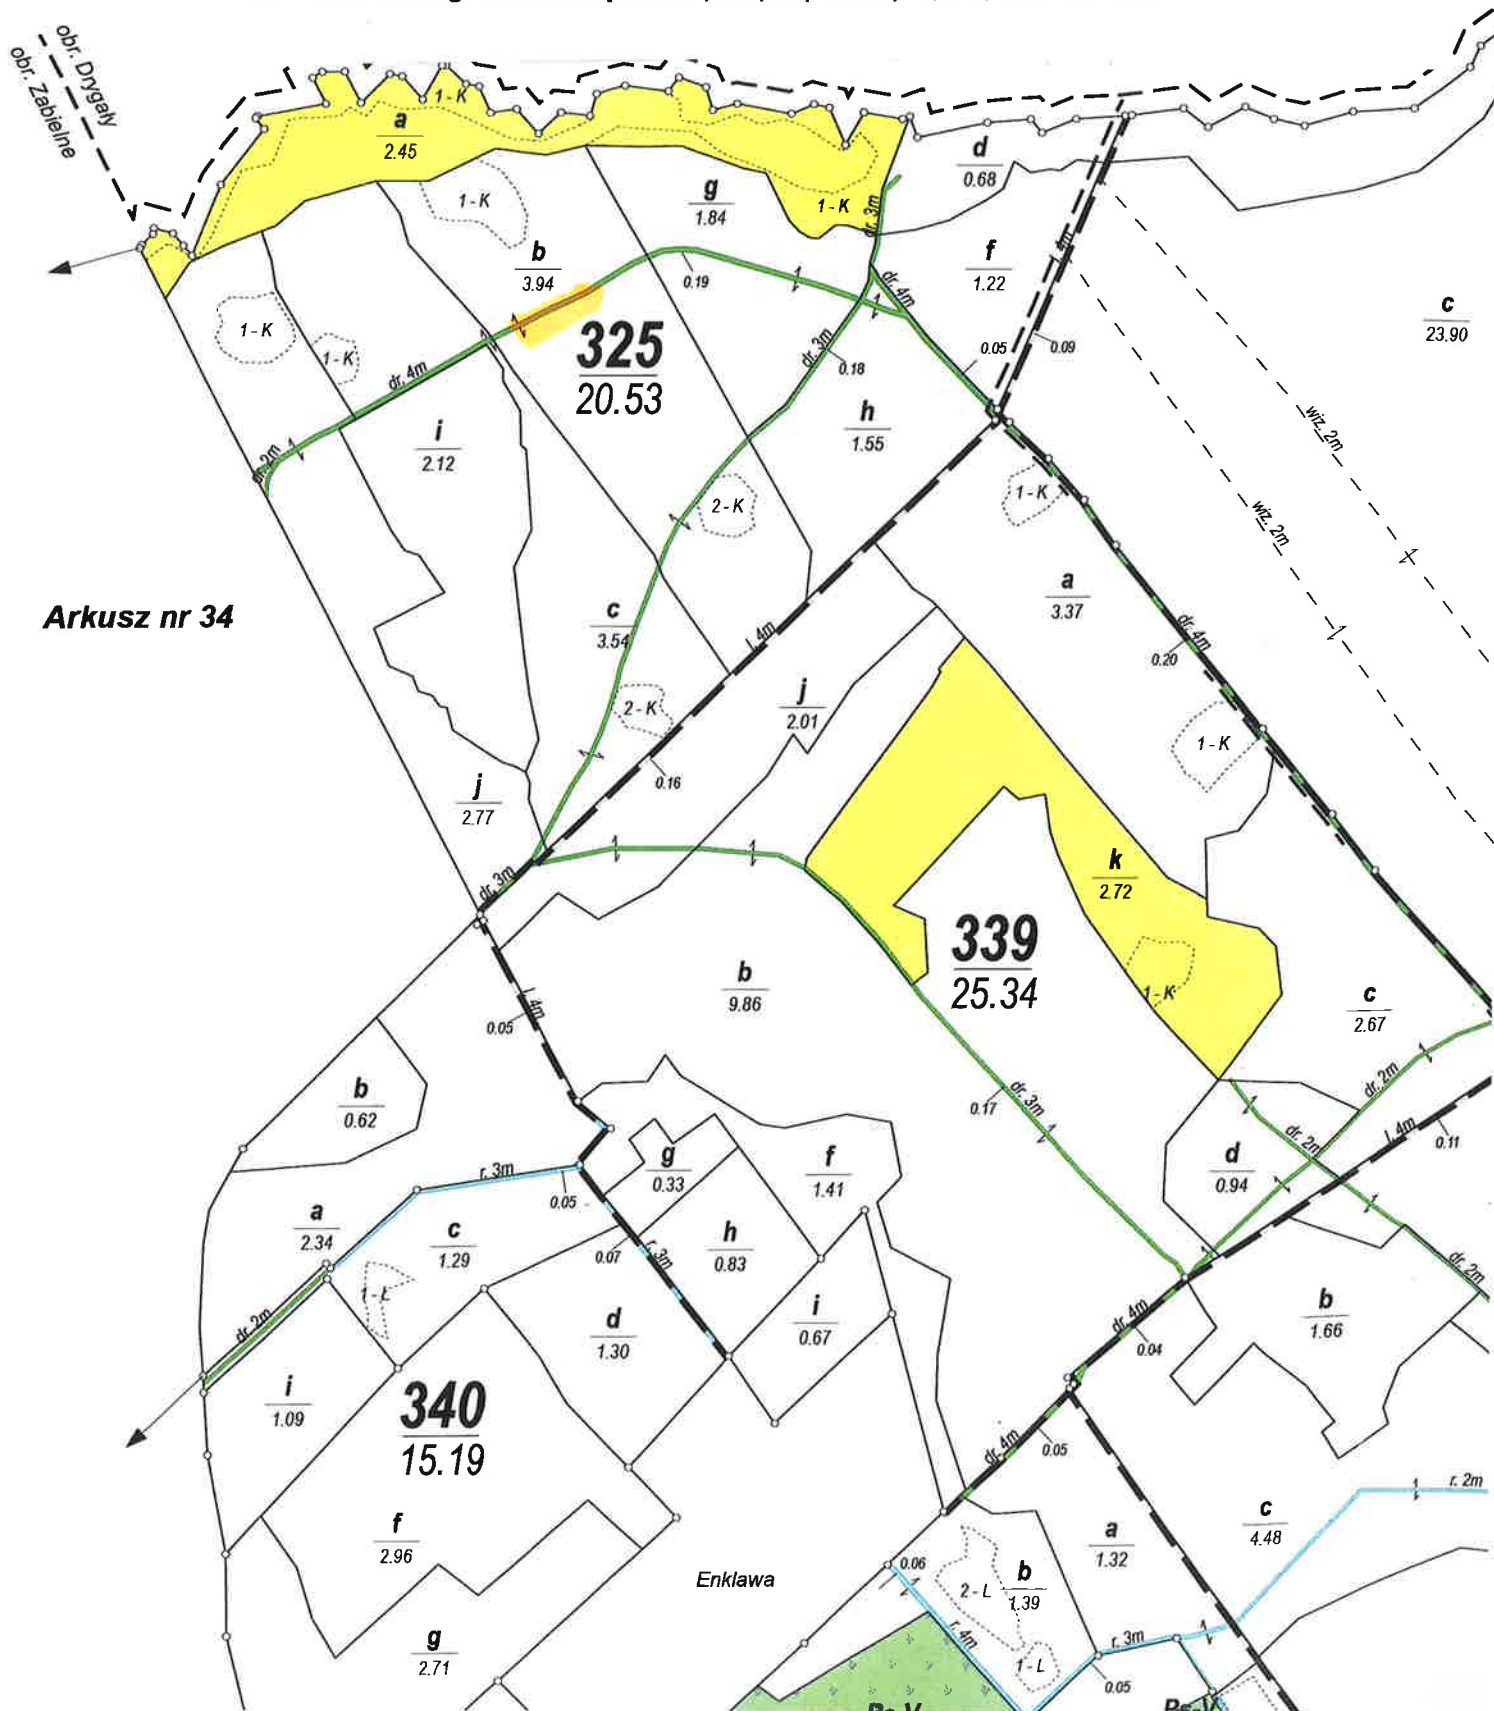 obr. Drygały
obr. Zabielne
1 - K
a
2.45
d
0.68
1 - K
g
1.84
1 - K
dr. 3m
b
3.94
0.19
dr. 4m
f
1.22
l. 4m
c
23.90
1 - K
1 - K
325
20.53
dr. 4m
dr. 3m
0.18
0.05
0.09
h
1.55
i
2.12
dr. 2m
wiz. 2m
wiz. 2m
2 - K
1 - K
a
3.37
Arkusz nr 34
c
3.54
l. 4m
dr. 4m
0.20
j
2.01
2 - K
1 - K
0.16
j
2.77
dr. 3m
k
2.72
339
25.34
b
9.86
1 - K
c
2.67
l. 4m
0.05
dr. 3m
0.17
dr. 2m
b
0.62
l. 4m
0.11
dr. 2m
g
0.33
f
1.41
d
0.94
r. 3m
0.05
a
2.34
c
1.29
h
0.83
0.07
r. 3m
dr. 2m
1 - Ł
dr. 2m
d
1.30
i
0.67
b
1.66
dr. 4m
0.04
i
1.09
340
15.19
dr. 4m
0.05
r. 2m
c
4.48
f
2.96
a
1.32
Enklawa
0.06
2 - L
b
1.39
r. 4m
g
2.71
r. 3m
1 - L
0.05